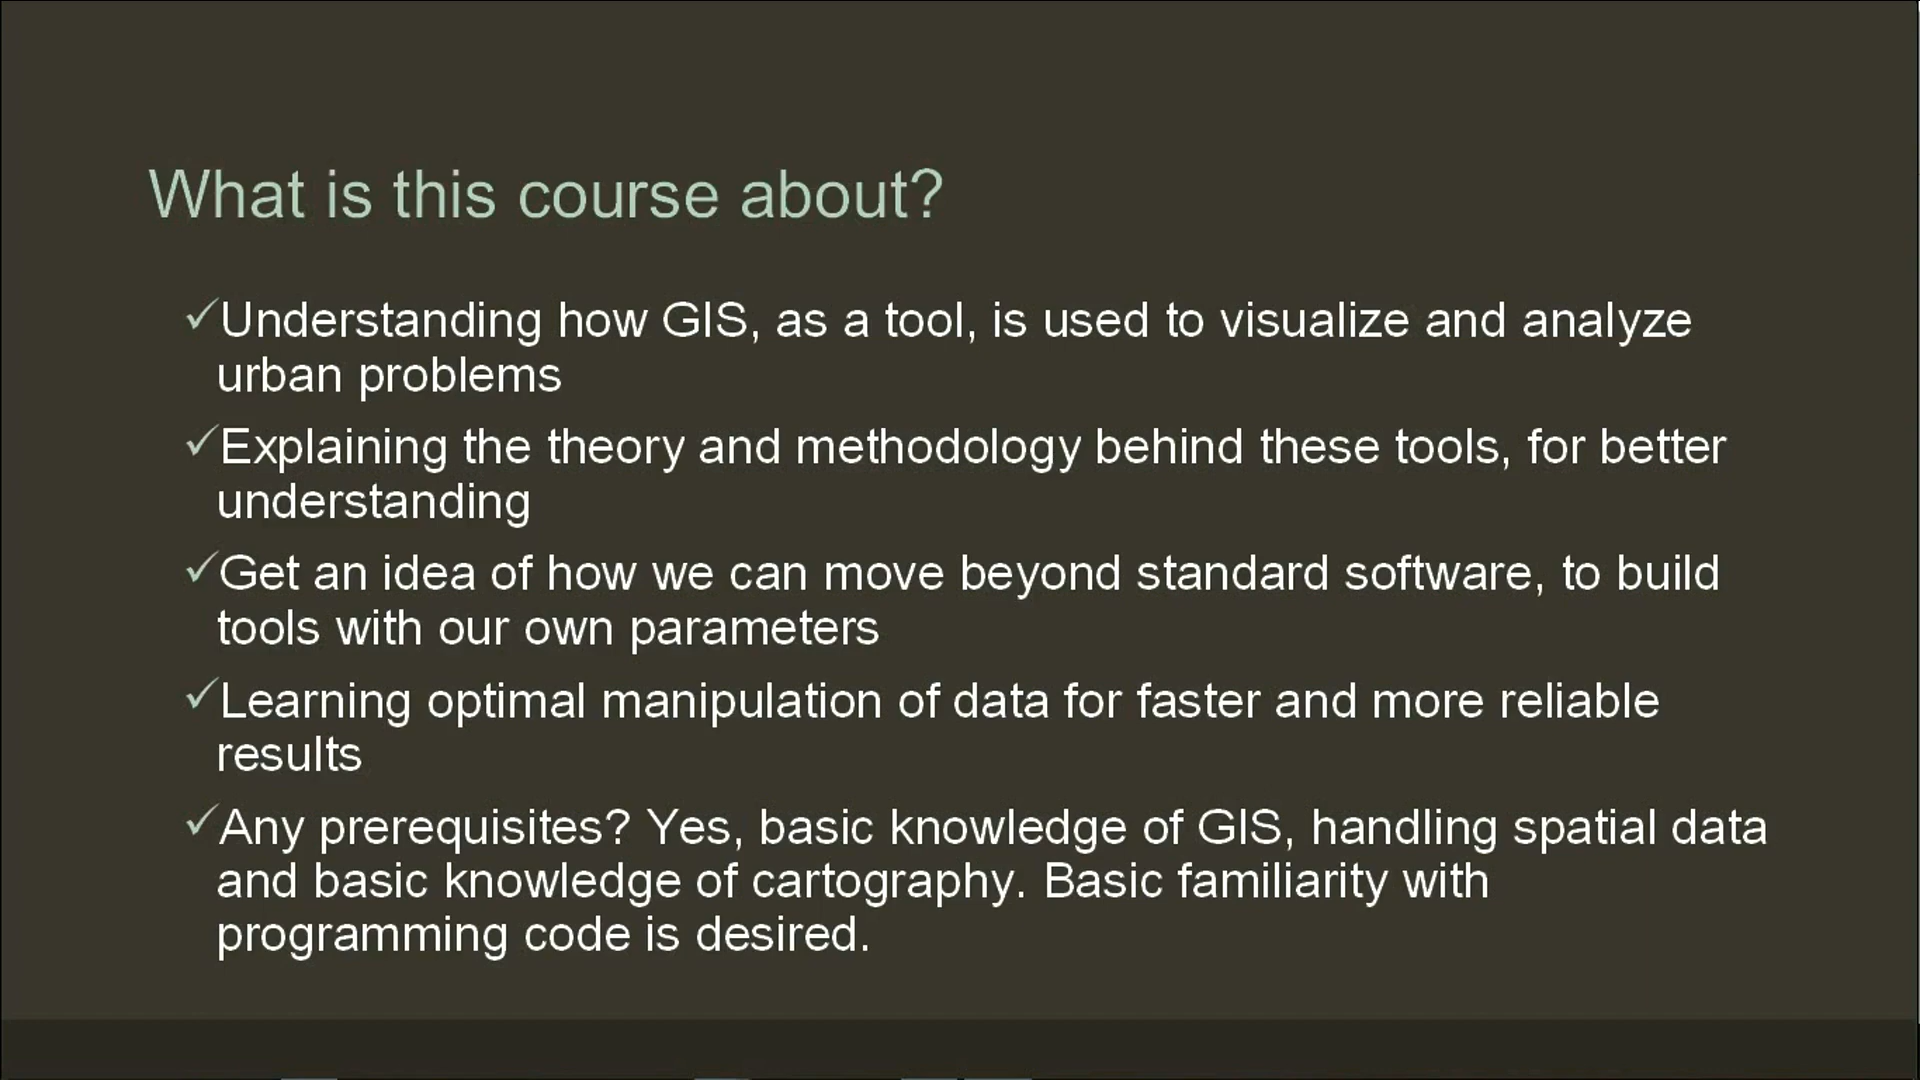 What is this course about?
✓Understanding how GIS, as a tool, is used to visualize and analyze
urban problems
✓Explaining the theory and methodology behind these tools, for better
understanding
✓Get an idea of how we can move beyond standard software, to build
tools with our own parameters
✓Learning optimal manipulation of data for faster and more reliable
results
✓Any prerequisites? Yes, basic knowledge of GIS, handling spatial data
and basic knowledge of cartography. Basic familiarity with
programming code is desired.